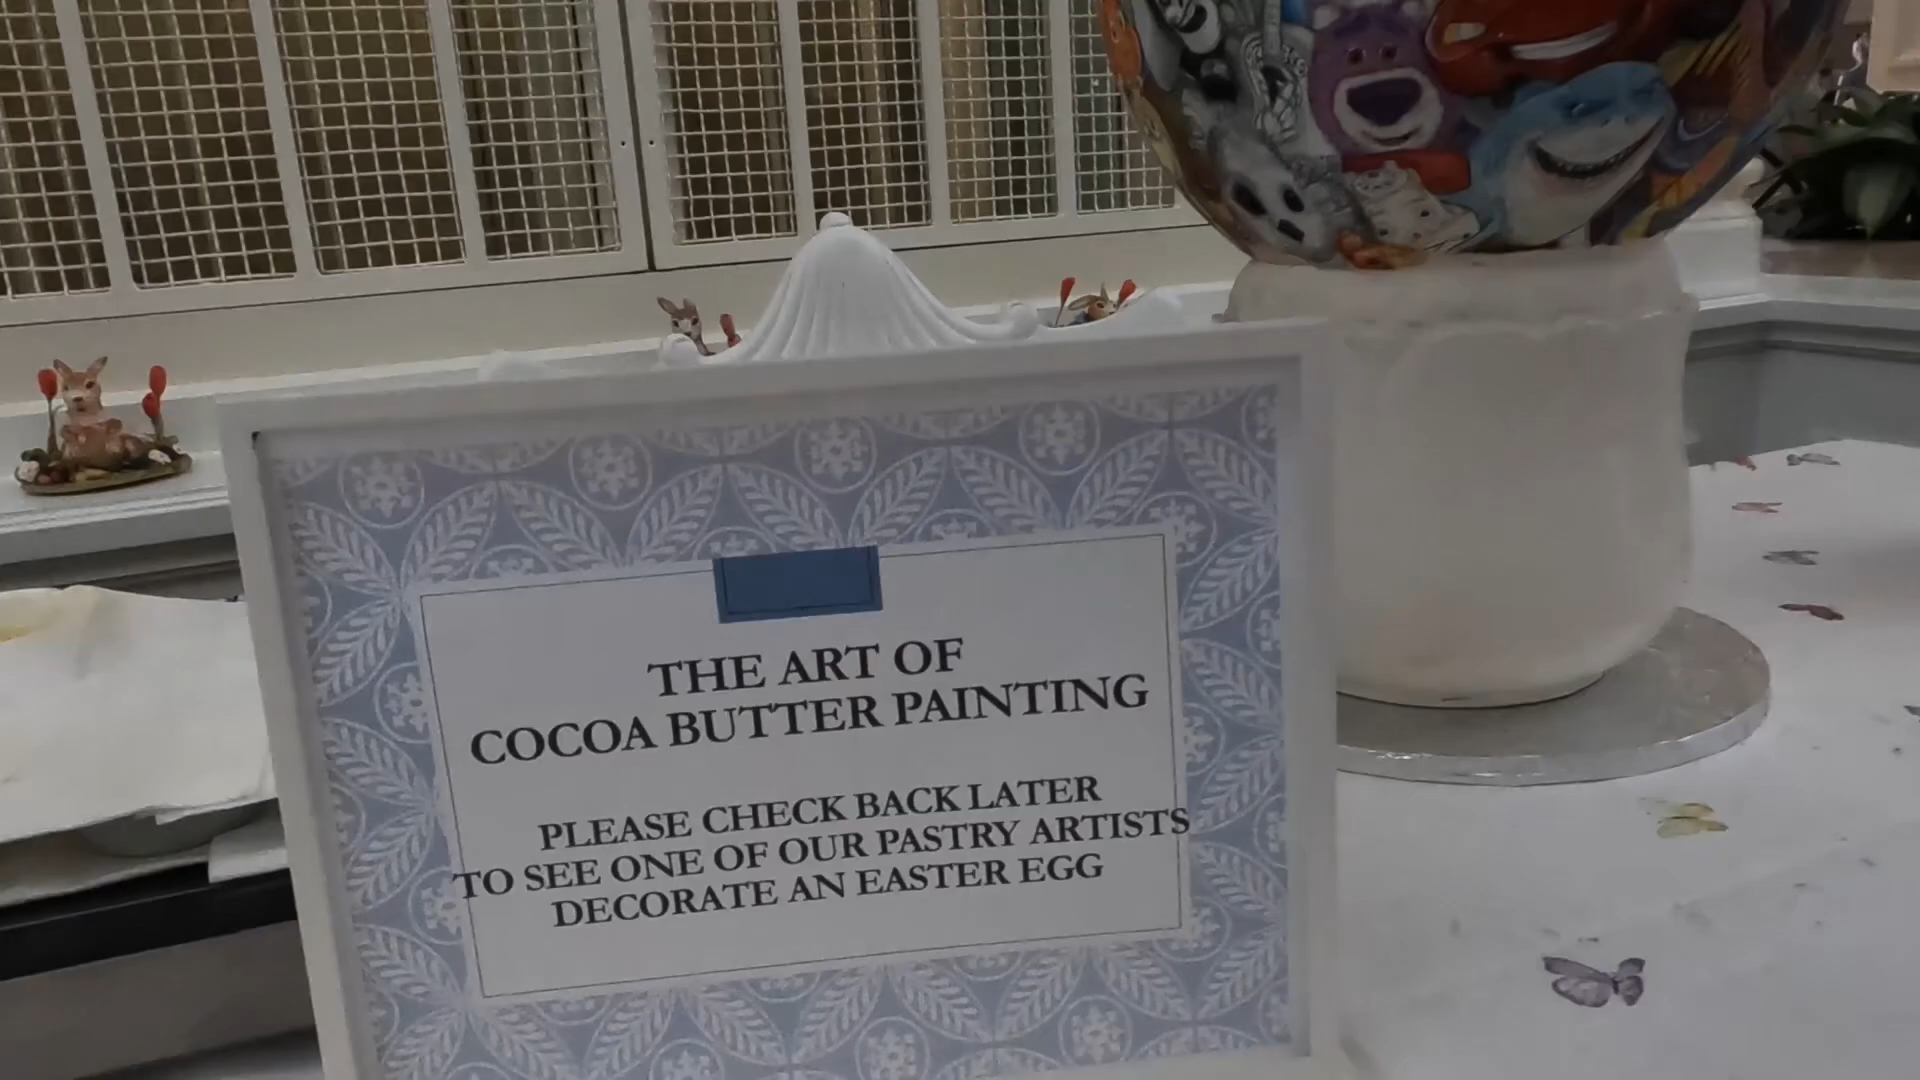 THE ART OF
COCOA BUTTER PAINTING
PLEASE CHECK BACK LATER
TO SEE ONE OF OUR PASTRY ARTISTS
DECORATE AN EASTER EGG